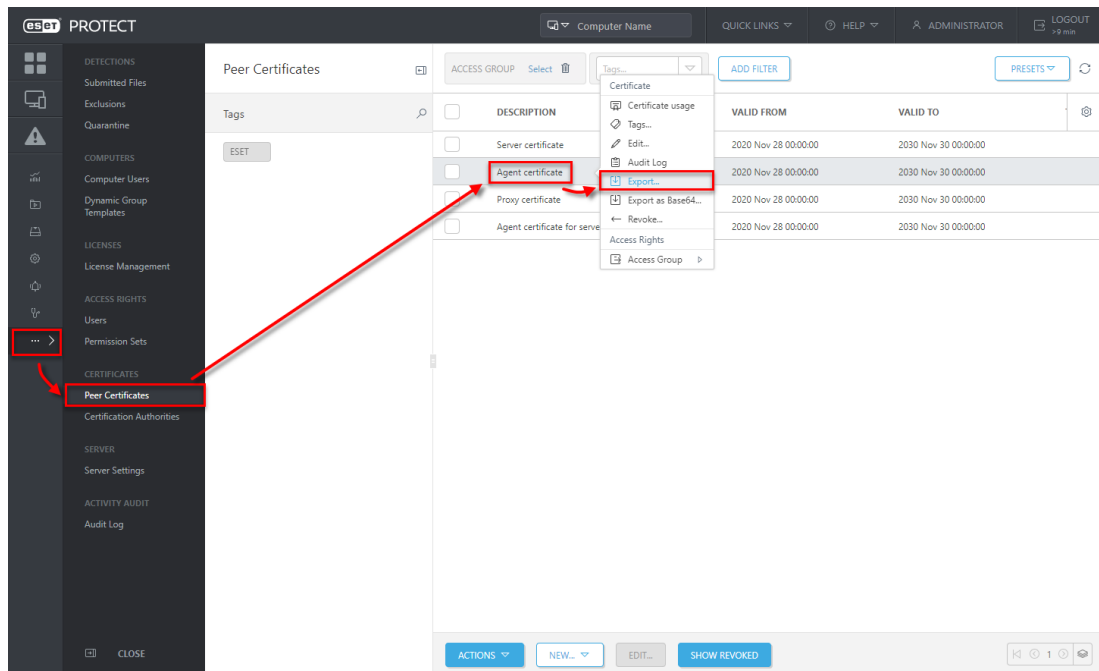 eset PROTECT
Computer Name
QUICK LINKS
HELP
ADMINISTRATOR
LOGOUT
>9 min
DETECTIONS
Submitted Files
Exclusions
Quarantine
COMPUTERS
Computer Users
Dynamic Group
Templates
LICENSES
License Management
ACCESS RIGHTS
Users
Permission Sets
CERTIFICATES
Peer Certificates
Certification Authorities
SERVER
Server Settings
ACTIVITY AUDIT
Audit Log
CLOSE
Peer Certificates
Tags
ESET
ACCESS GROUP Select
Tags...
ADD FILTER
PRESETS
DESCRIPTION VALID FROM VALID TO
Server certificate 2020 Nov 28 00:00:00 2030 Nov 30 00:00:00
Agent certificate 2020 Nov 28 00:00:00 2030 Nov 30 00:00:00
Proxy certificate 2020 Nov 28 00:00:00 2030 Nov 30 00:00:00
Agent certificate for serve 2020 Nov 28 00:00:00 2030 Nov 30 00:00:00
Certificate
Certificate usage
Tags...
Edit...
Audit Log
Export...
Export as Base64...
Revoke...
Access Rights
Access Group
ACTIONS
NEW...
EDIT...
SHOW REVOKED
1